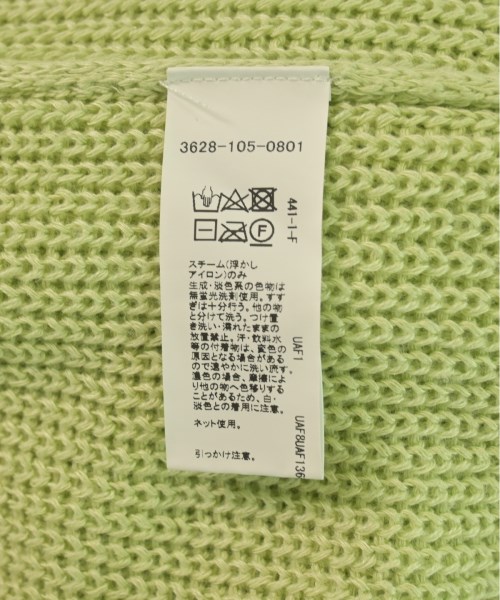 3628-105-0801
441-1-F
F
スチーム(浮かし
アイロン)のみ
生成・淡色系の色物は
無蛍光洗剤使用。すす
ぎは十分行う。他の物
と分けて洗う。つけ置
き洗い・濡れたままの
放置禁止。汗・飲料水
等の付着物は、変色の
原因となる場合がある
ので速やかに洗い流す。
濃色の場合、摩擦によ
り他の物へ色移りする
ことがあるため、白・
淡色との着用に注意。
ネット使用。
引っかけ注意。
UAF1
UAF8UAF136